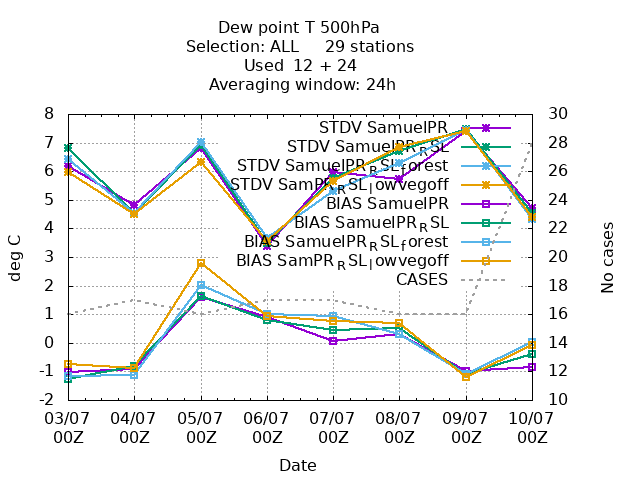 Dew point T 500hPa
Selection: ALL 29 stations
Used 12 + 24
Averaging window: 24h
8 30
7 28
6 26
5 24
4 22
3 20
2 18
1 16
0 14
-1 12
-2 10
deg C
No cases
STDV SamuelPR
STDV SamuelPR_RSL
STDV SamuelPR_RSL_forest
STDV SamPR_RSL_lowvegoff
BIAS SamuelPR
BIAS SamuelPR_RSL
BIAS SamuelPR_RSL_forest
BIAS SamPR_RSL_lowvegoff
CASES
03/07 04/07 05/07 06/07 07/07 08/07 09/07 10/07
00Z 00Z 00Z 00Z 00Z 00Z 00Z 00Z
Date